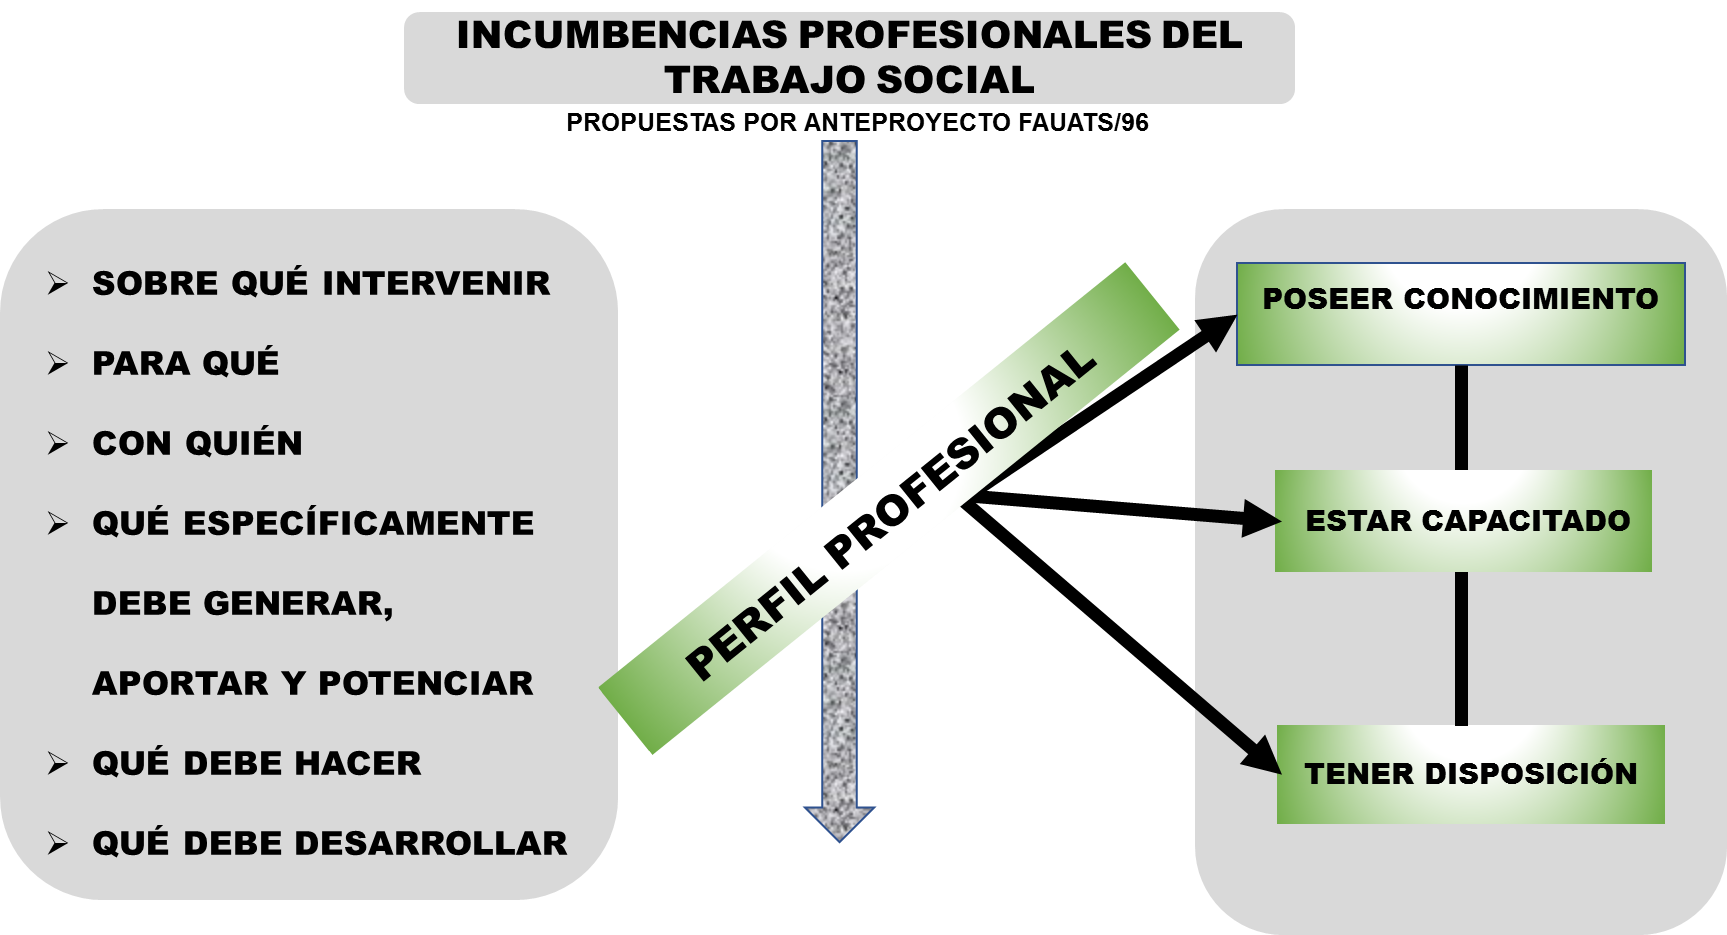 INCUMBENCIAS PROFESIONALES DEL
TRABAJO SOCIAL
PROPUESTAS POR ANTEPROYECTO FAUATS/96
SOBRE QUÉ INTERVENIR
PARA QUÉ
CON QUIÉN
QUÉ ESPECÍFICAMENTE
DEBE GENERAR,
APORTAR Y POTENCIAR
QUÉ DEBE HACER
QUÉ DEBE DESARROLLAR
PERFIL PROFESIONAL
POSEER CONOCIMIENTO
ESTAR CAPACITADO
TENER DISPOSICIÓN